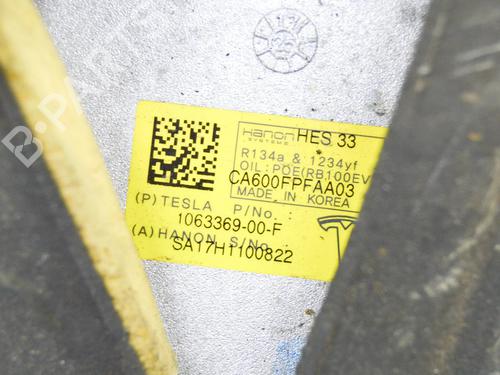 Hanon HES 33
SYSTEMS
R134a & 1234yf
OIL: POE(RB100EV
CA600FPFAA03
MADE IN KOREA
(P) TESLA P/No. :
1063369-00-F
(A) HANON S/No. :
SA17H1100822